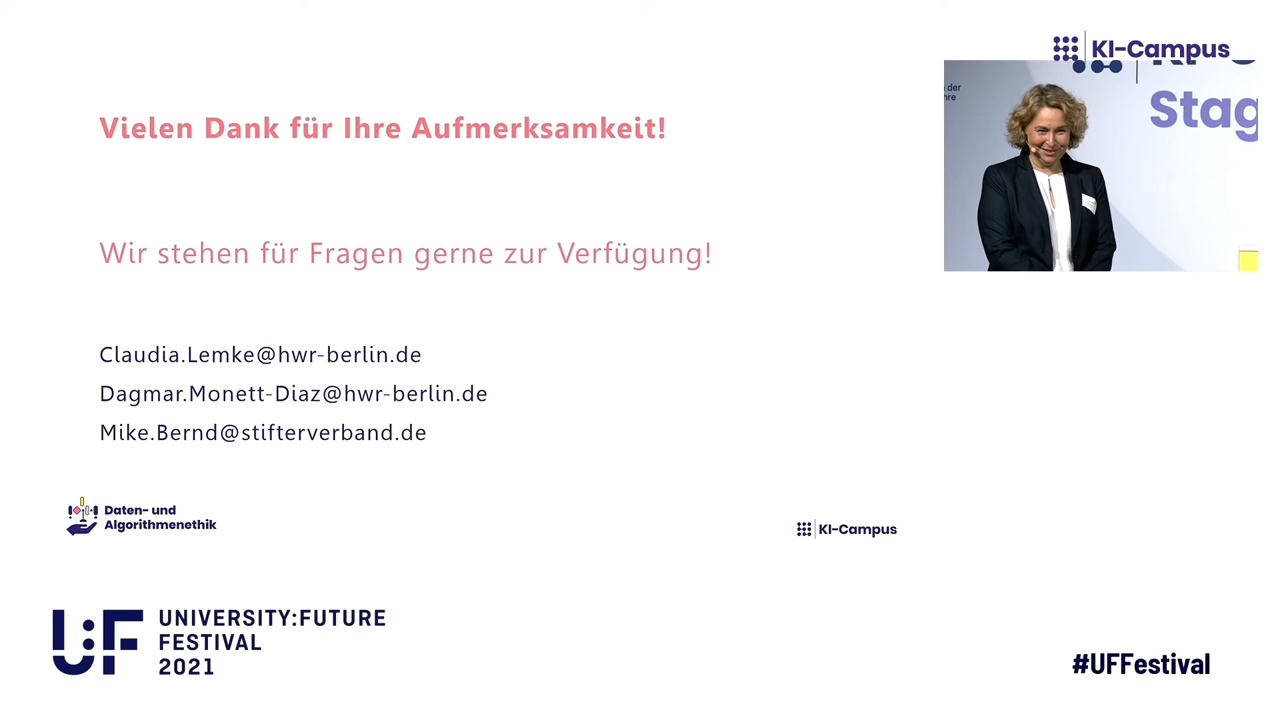 KI-Campus
Stag
Vielen Dank für Ihre Aufmerksamkeit!
Wir stehen für Fragen gerne zur Verfügung!
Claudia.Lemke@hwr-berlin.de
Dagmar.Monett-Diaz@hwr-berlin.de
Mike.Bernd@stifterverband.de
Daten- und
Algorithmenethik
KI-Campus
U:F
UNIVERSITY:FUTURE
FESTIVAL
2021
#UFFestival